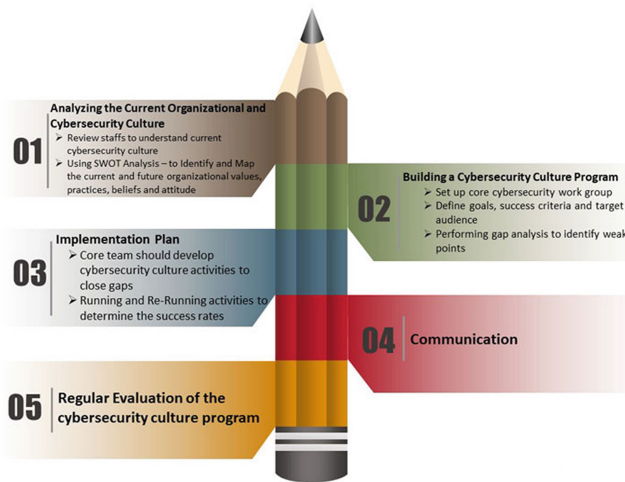 01
Analyzing the Current Organizational and
Cybersecurity Culture
➤ Review staffs to understand current
cybersecurity culture
➤ Using SWOT Analysis – to Identify and Map
the current and future organizational values,
practices, beliefs and attitude
02
Building a Cybersecurity Culture Program
➤ Set up core cybersecurity work group
➤ Define goals, success criteria and target
audience
➤ Performing gap analysis to identify weak
points
03
Implementation Plan
➤ Core team should develop
cybersecurity culture activities to
close gaps
➤ Running and Re-Running activities to
determine the success rates
04
Communication
05
Regular Evaluation of the
cybersecurity culture program